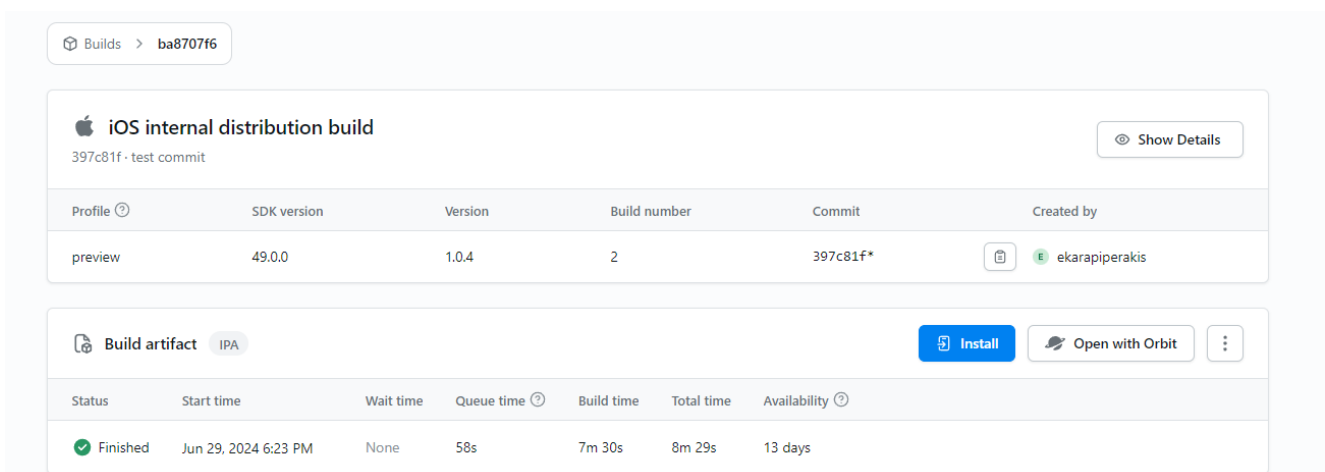 Builds > ba8707f6
iOS internal distribution build
397c81f · test commit
Show Details
Profile SDK version Version Build number Commit Created by
preview 49.0.0 1.0.4 2 397c81f* E ekarapiperakis
Build artifact IPA Install Open with Orbit
Status Start time Wait time Queue time Build time Total time Availability
Finished Jun 29, 2024 6:23 PM None 58s 7m 30s 8m 29s 13 days